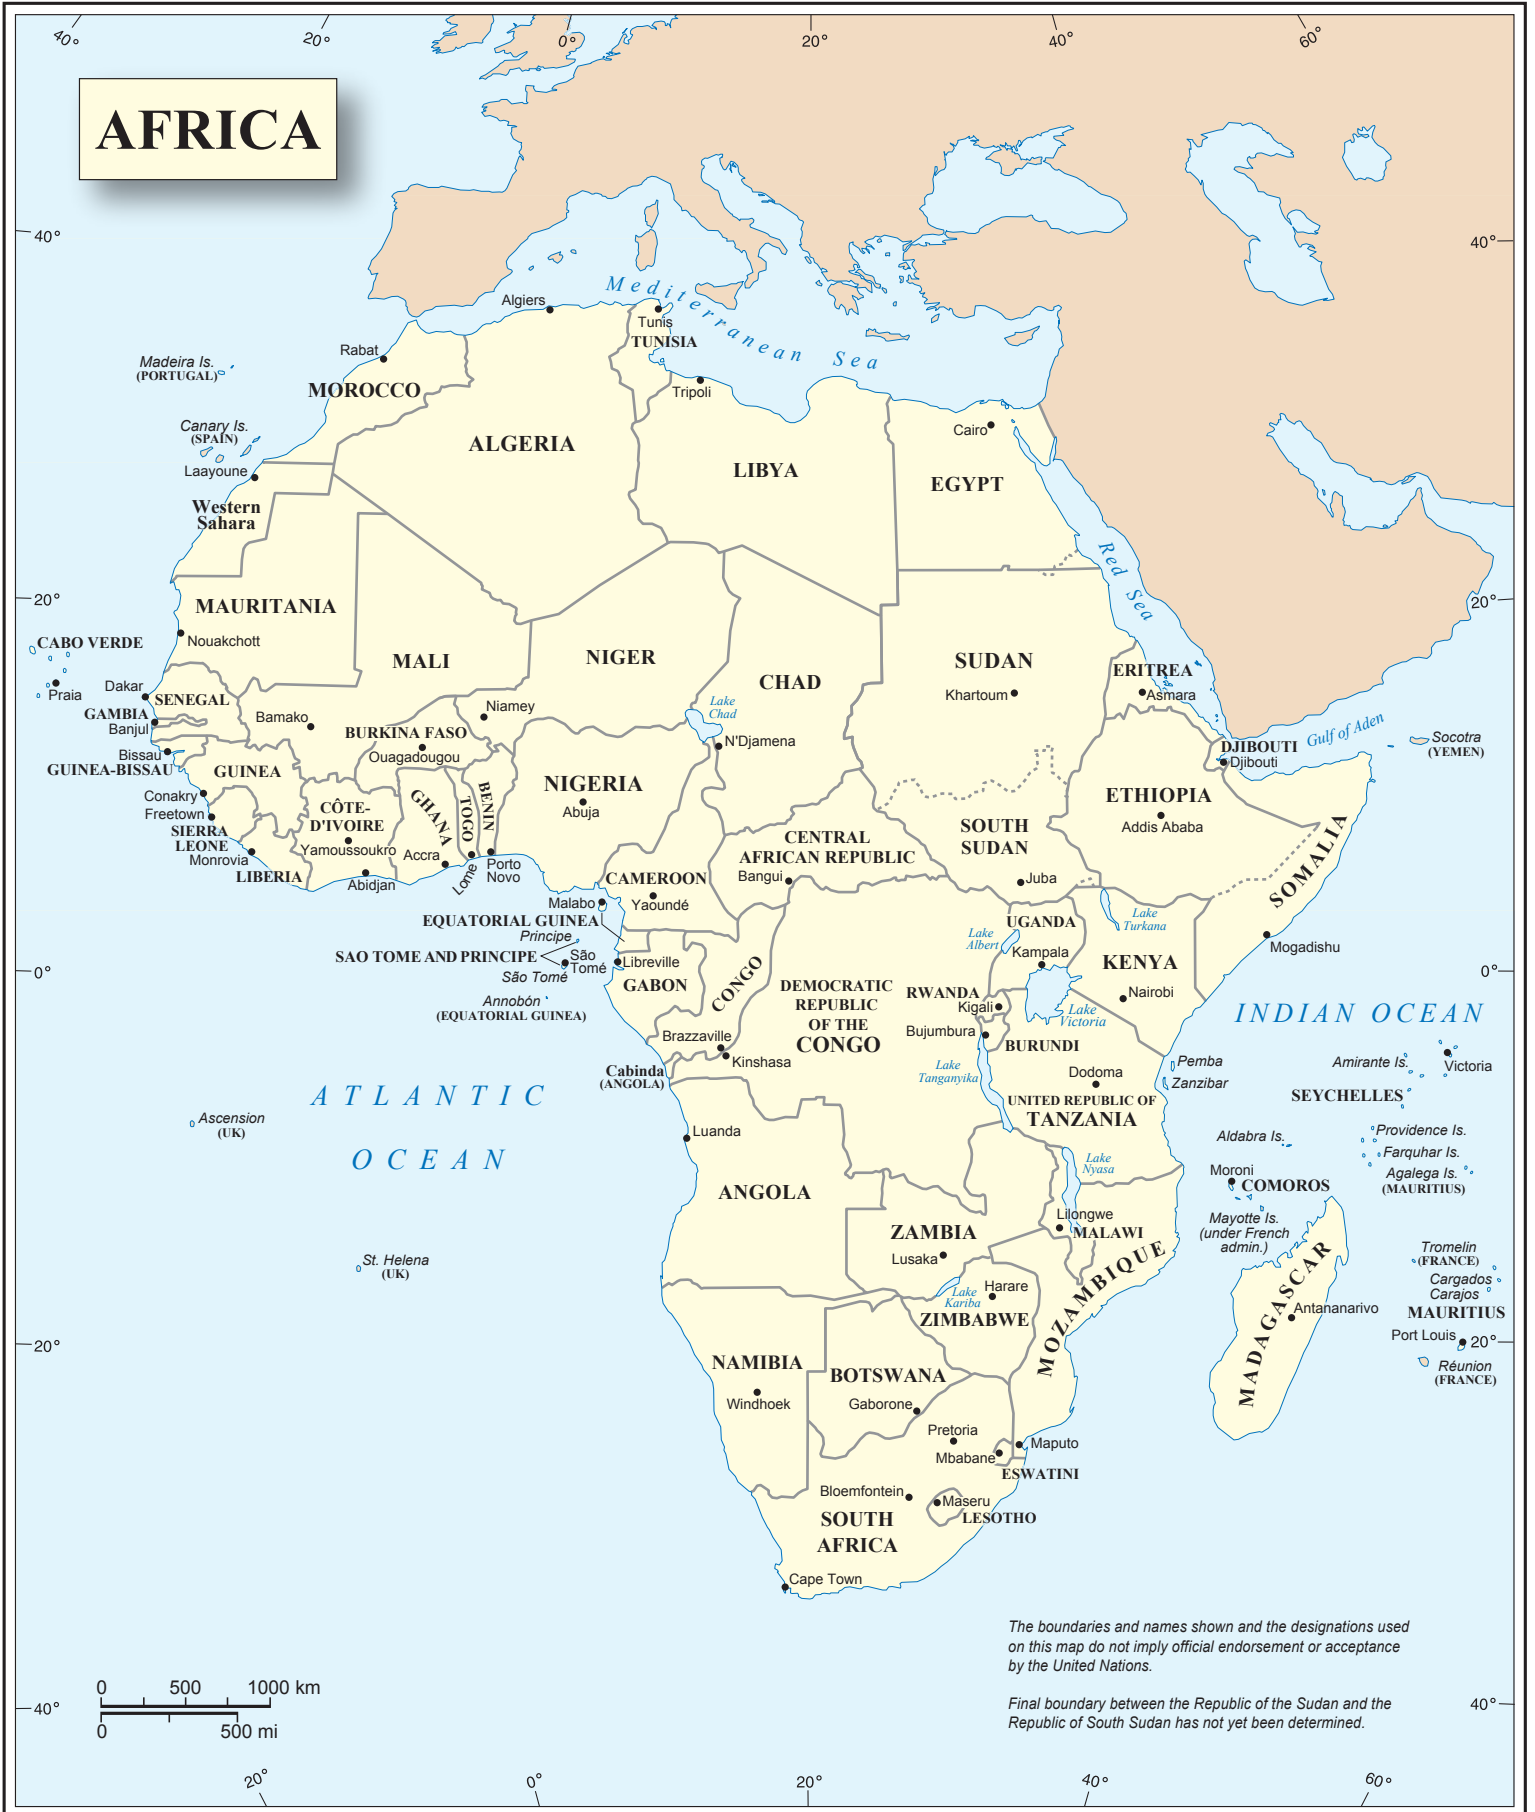 40°
20°
0°
20°
40°
60°
AFRICA
40°
40°
Mediterranean Sea
Algiers
Tunis
TUNISIA
Rabat
Madeira Is.
(PORTUGAL)
MOROCCO
Tripoli
Canary Is.
(SPAIN)
Cairo
ALGERIA
Laayoune
LIBYA
EGYPT
Western
Sahara
Red Sea
20°
20°
MAURITANIA
Nouakchott
CABO VERDE
MALI
NIGER
SUDAN
ERITREA
CHAD
Dakar
Praia
SENEGAL
Khartoum
Asmara
Lake
Chad
Niamey
GAMBIA
Banjul
Bamako
BURKINA FASO
Ouagadougou
N'Djamena
Gulf of Aden
Socotra
(YEMEN)
DJIBOUTI
Djibouti
Bissau
GUINEA-BISSAU
GUINEA
NIGERIA
Abuja
BENIN
TOGO
GHANA
ETHIOPIA
Addis Ababa
Conakry
Freetown
CÔTE-
D'IVOIRE
Yamoussoukro
SIERRA
LEONE
Monrovia
LIBERIA
Abidjan
Accra
Lome
Porto
Novo
CENTRAL
AFRICAN REPUBLIC
Bangui
SOUTH
SUDAN
Juba
SOMALIA
CAMEROON
Yaoundé
Malabo
EQUATORIAL GUINEA
Principe
SAO TOME AND PRINCIPE
São
Tomé
São Tomé
Libreville
GABON
CONGO
Annobón
(EQUATORIAL GUINEA)
UGANDA
Lake
Turkana
Lake
Albert
Kampala
KENYA
Mogadishu
0°
0°
DEMOCRATIC
REPUBLIC
OF THE
CONGO
RWANDA
Kigali
Nairobi
Lake
Victoria
INDIAN OCEAN
Bujumbura
BURUNDI
Brazzaville
Kinshasa
Cabinda
(ANGOLA)
Lake
Tanganyika
Dodoma
Pemba
Zanzibar
Amirante Is.
Victoria
SEYCHELLES
UNITED REPUBLIC OF
TANZANIA
ATLANTIC
OCEAN
Ascension
(UK)
Luanda
Providence Is.
Aldabra Is.
Farquhar Is.
Lake
Nyasa
Agalega Is.
(MAURITIUS)
Moroni
COMOROS
ANGOLA
Mayotte Is.
(under French
admin.)
ZAMBIA
Lusaka
Lilongwe
MALAWI
St. Helena
(UK)
Tromelin
(FRANCE)
Cargados
Carajos
MAURITIUS
Port Louis
Harare
Lake
Kariba
ZIMBABWE
MOZAMBIQUE
MADAGASCAR
Antananarivo
20°
20°
Réunion
(FRANCE)
NAMIBIA
Windhoek
BOTSWANA
Gaborone
Pretoria
Maputo
Mbabane
ESWATINI
Bloemfontein
Maseru
LESOTHO
SOUTH
AFRICA
Cape Town
The boundaries and names shown and the designations used
on this map do not imply official endorsement or acceptance
by the United Nations.
Final boundary between the Republic of the Sudan and the
Republic of South Sudan has not yet been determined.
0 500 1000 km
0 500 mi
40°
40°
20°
0°
20°
40°
60°